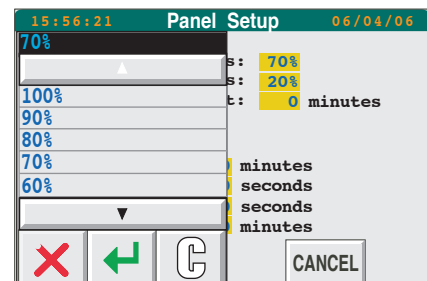 15:56:21 Panel Setup 06/04/06
70%
s: 70%
s: 20%
100%
t: 0 minutes
90%
80%
70%
minutes
60%
seconds
seconds
minutes
C
CANCEL